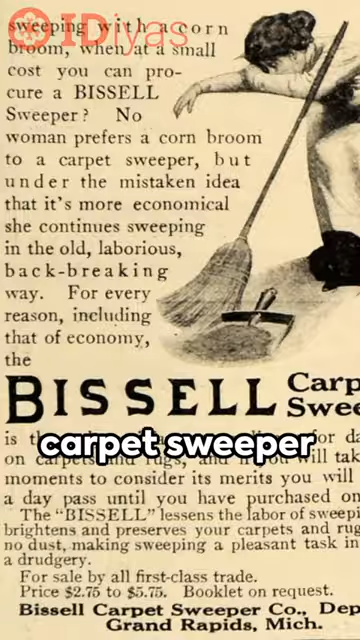 IDiyas
sweeping with a corn
broom, when at a small
cost you can pro-
cure a BISSELL
Sweeper? No
woman prefers a corn broom
to a carpet sweeper, but
under the mistaken idea
that it's more economical
she continues sweeping
in the old, laborious,
back-breaking
way. For every
reason, including
that of economy,
the
BISSELL Carp
Swee
carpet sweeper
is th
for da
on carpets and rugs, and if you will tak
moments to consider its merits you will
a day pass until you have purchased on
The "BISSELL" lessens the labor of sweepi
brightens and preserves your carpets and rug
no dust, making sweeping a pleasant task in
a drudgery.
For sale by all first-class trade.
Price $2.75 to $5.75. Booklet on request.
Bissell Carpet Sweeper Co., Dep
Grand Rapids, Mich.